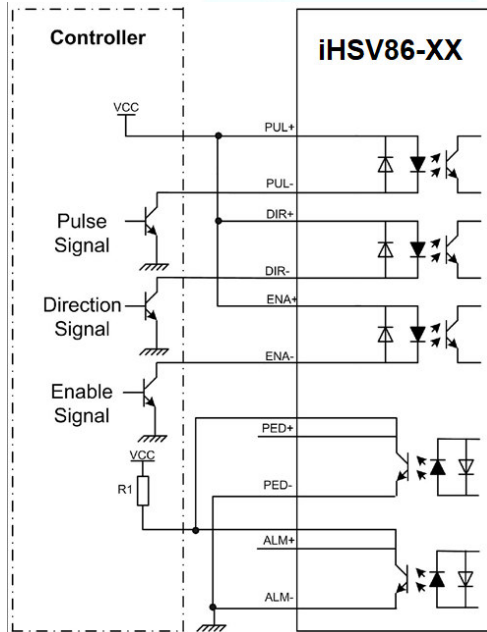 Controller
iHSV86-XX
VCC
PUL+
PUL-
Pulse
Signal
DIR+
DIR-
Direction
Signal
ENA+
ENA-
Enable
Signal
PED+
VCC
R1
PED-
ALM+
ALM-